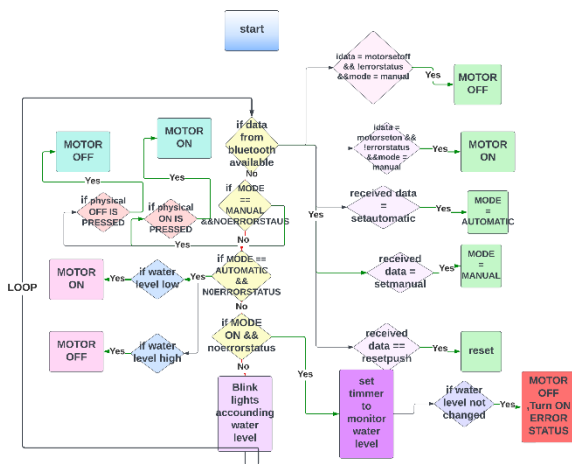 start
idata = motorsetoff
&& !errorstatus
&&mode = manual
Yes
MOTOR
OFF
MOTOR
OFF
MOTOR
ON
if data
from
bluetooth
available
idata =
motorseton &&
!errorstatus
&&mode =
manual
Yes
MOTOR
ON
No
Yes
Yes
if physical
OFF IS
PRESSED
if physical
ON IS
PRESSED
if MODE
==
MANUAL
&&NOERRORSTAUS
Yes
Yes
received data
= setautomatic
Yes
MODE
=
AUTOMATIC
No
LOOP
MOTOR
ON
Yes
if water
level low
Yes
if MODE ==
AUTOMATIC
&&
N0ERRORSTATUS
received
data =
setmanual
Yes
MODE
=
MANUAL
No
MOTOR
OFF
Yes
if water
level high
if MODE
ON &&
noerrorstatus
received
data ==
resetpush
Yes
reset
No
Yes
Blink
lights
accounding
water
level
set
timmer
to
monitor
water
level
if water
level not
changed
Yes
MOTOR
OFF
,Turn ON
ERROR
STATUS